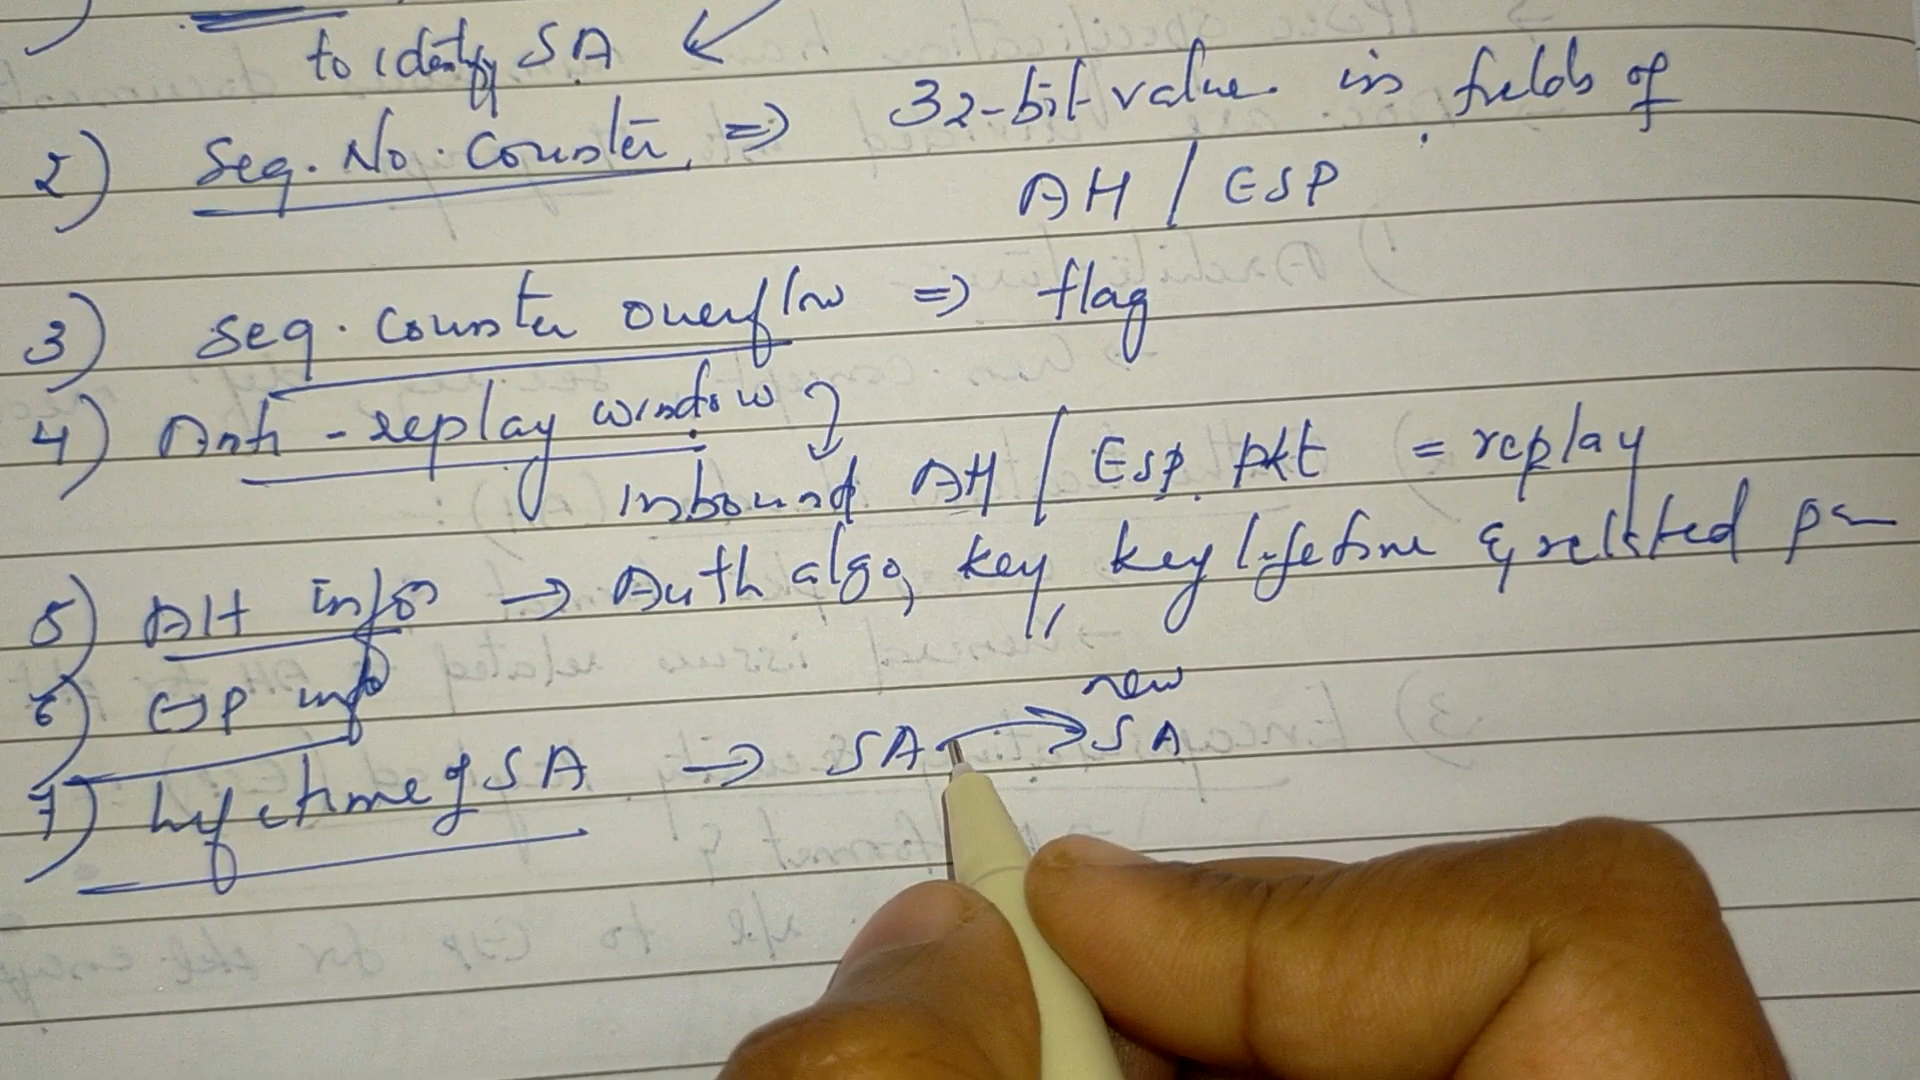 to identify SA
2) Seq. No. Counter => 32-bit value in fields of
AH / ESP
3) Seq. Counter overflow => flag
4) Anti-replay window
inbound AH / ESP pkt = replay
5) AH info → Auth algo, key, key lifetime & related
6) ESP info
7) Lifetime of SA → SA → new SA